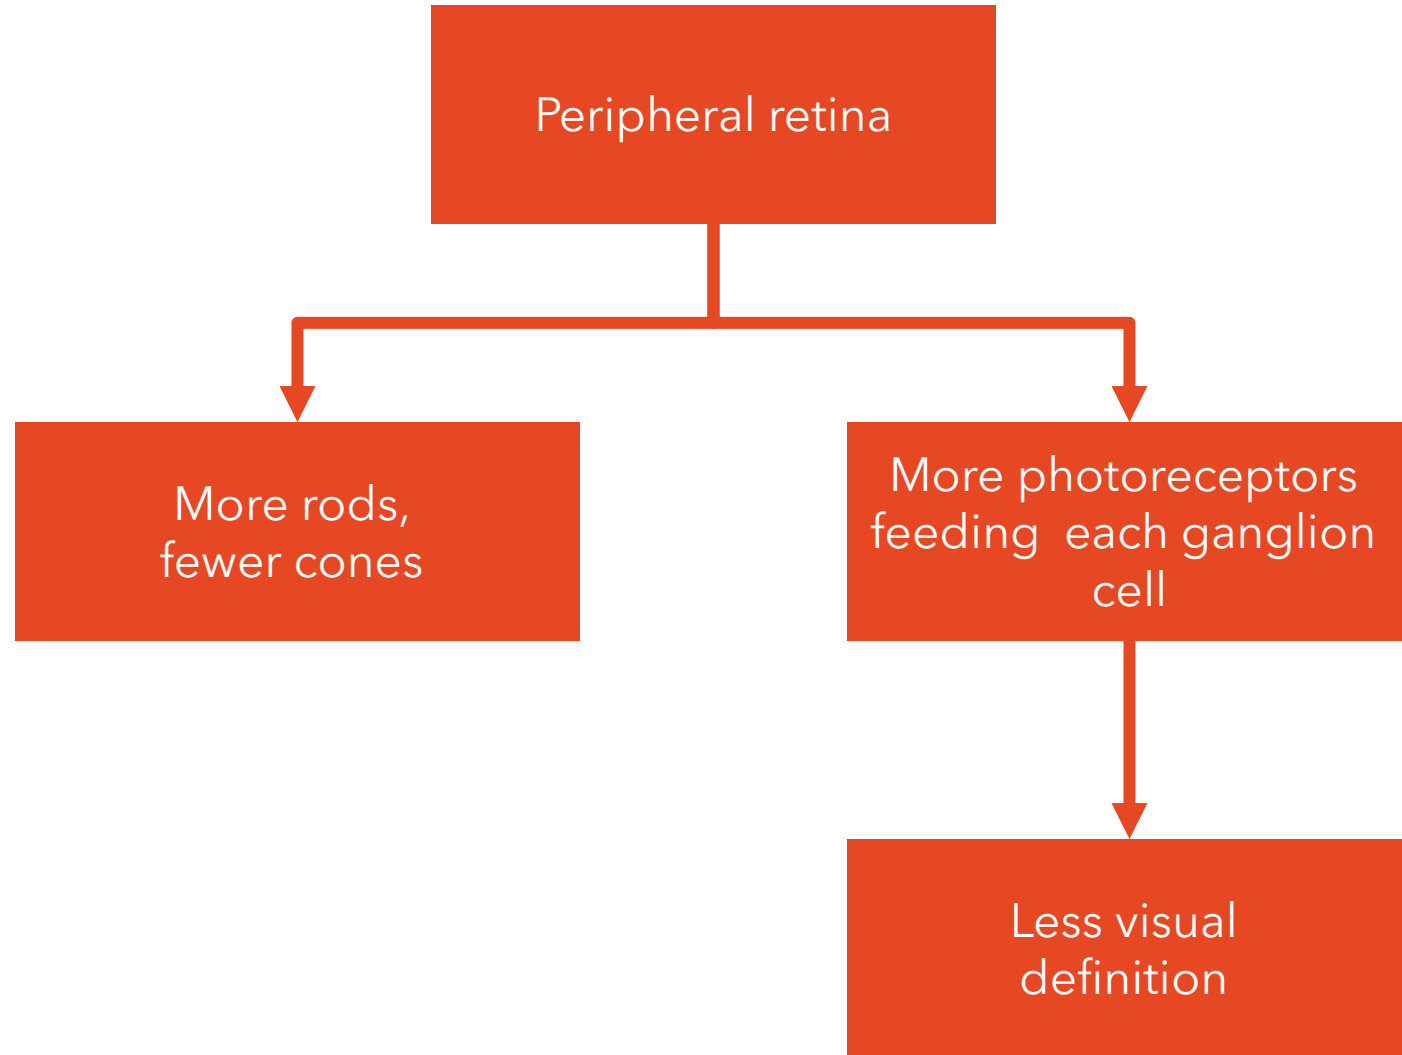 Peripheral retina
More rods,
fewer cones
More photoreceptors
feeding  each ganglion
cell
Less visual
definition